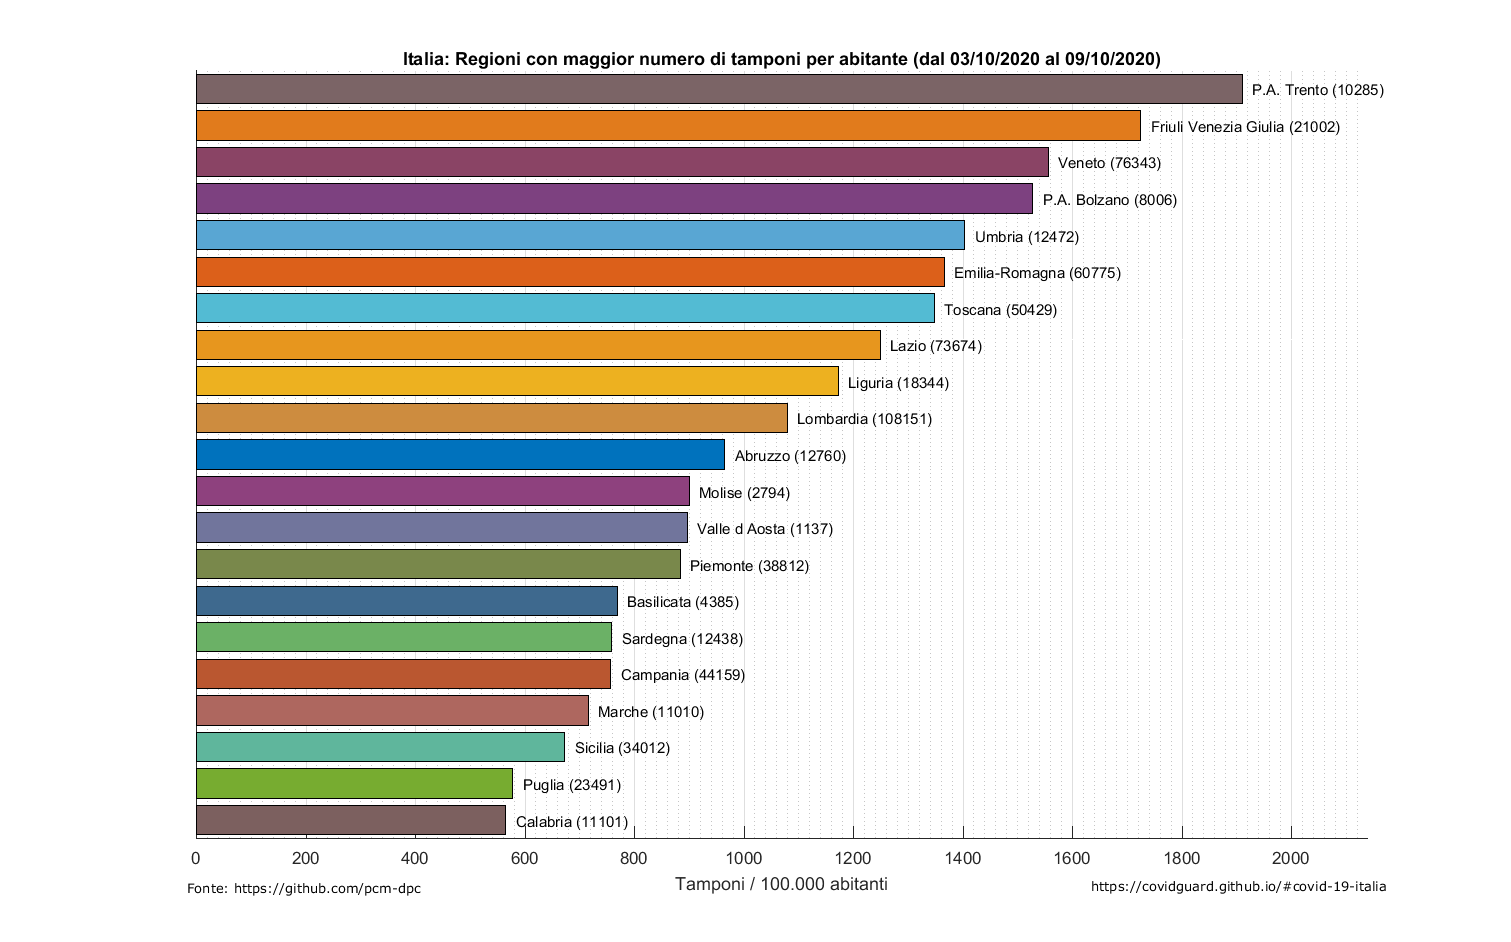 Italia: Regioni con maggior numero di tamponi per abitante (dal 03/10/2020 al 09/10/2020)
P.A. Trento (10285)
Friuli Venezia Giulia (21002)
Veneto (76343)
P.A. Bolzano (8006)
Umbria (12472)
Emilia-Romagna (60775)
Toscana (50429)
Lazio (73674)
Liguria (18344)
Lombardia (108151)
Abruzzo (12760)
Molise (2794)
Valle d Aosta (1137)
Piemonte (38812)
Basilicata (4385)
Sardegna (12438)
Campania (44159)
Marche (11010)
Sicilia (34012)
Puglia (23491)
Calabria (11101)
0 200 400 600 800 1000 1200 1400 1600 1800 2000
Tamponi / 100.000 abitanti
Fonte: https://github.com/pcm-dpc
https://covidguard.github.io/#covid-19-italia